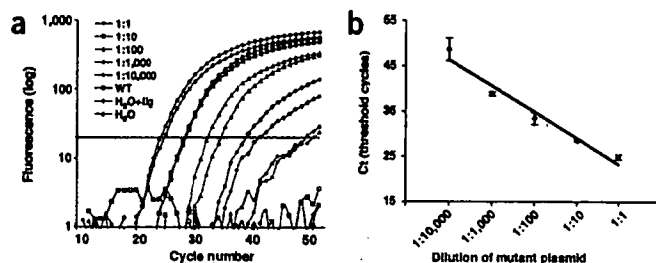 a
1:1
1:10
1:100
1:1,000
1:10,000
WT
H₂O+lig
H₂O
Fluorescence (log)
1,000
100
10
1
10 20 30 40 50
Cycle number
b
Ct (threshold cycles)
65
45
35
25
15
1:10,000
1:1,000
1:100
1:10
1:1
Dilution of mutant plasmid